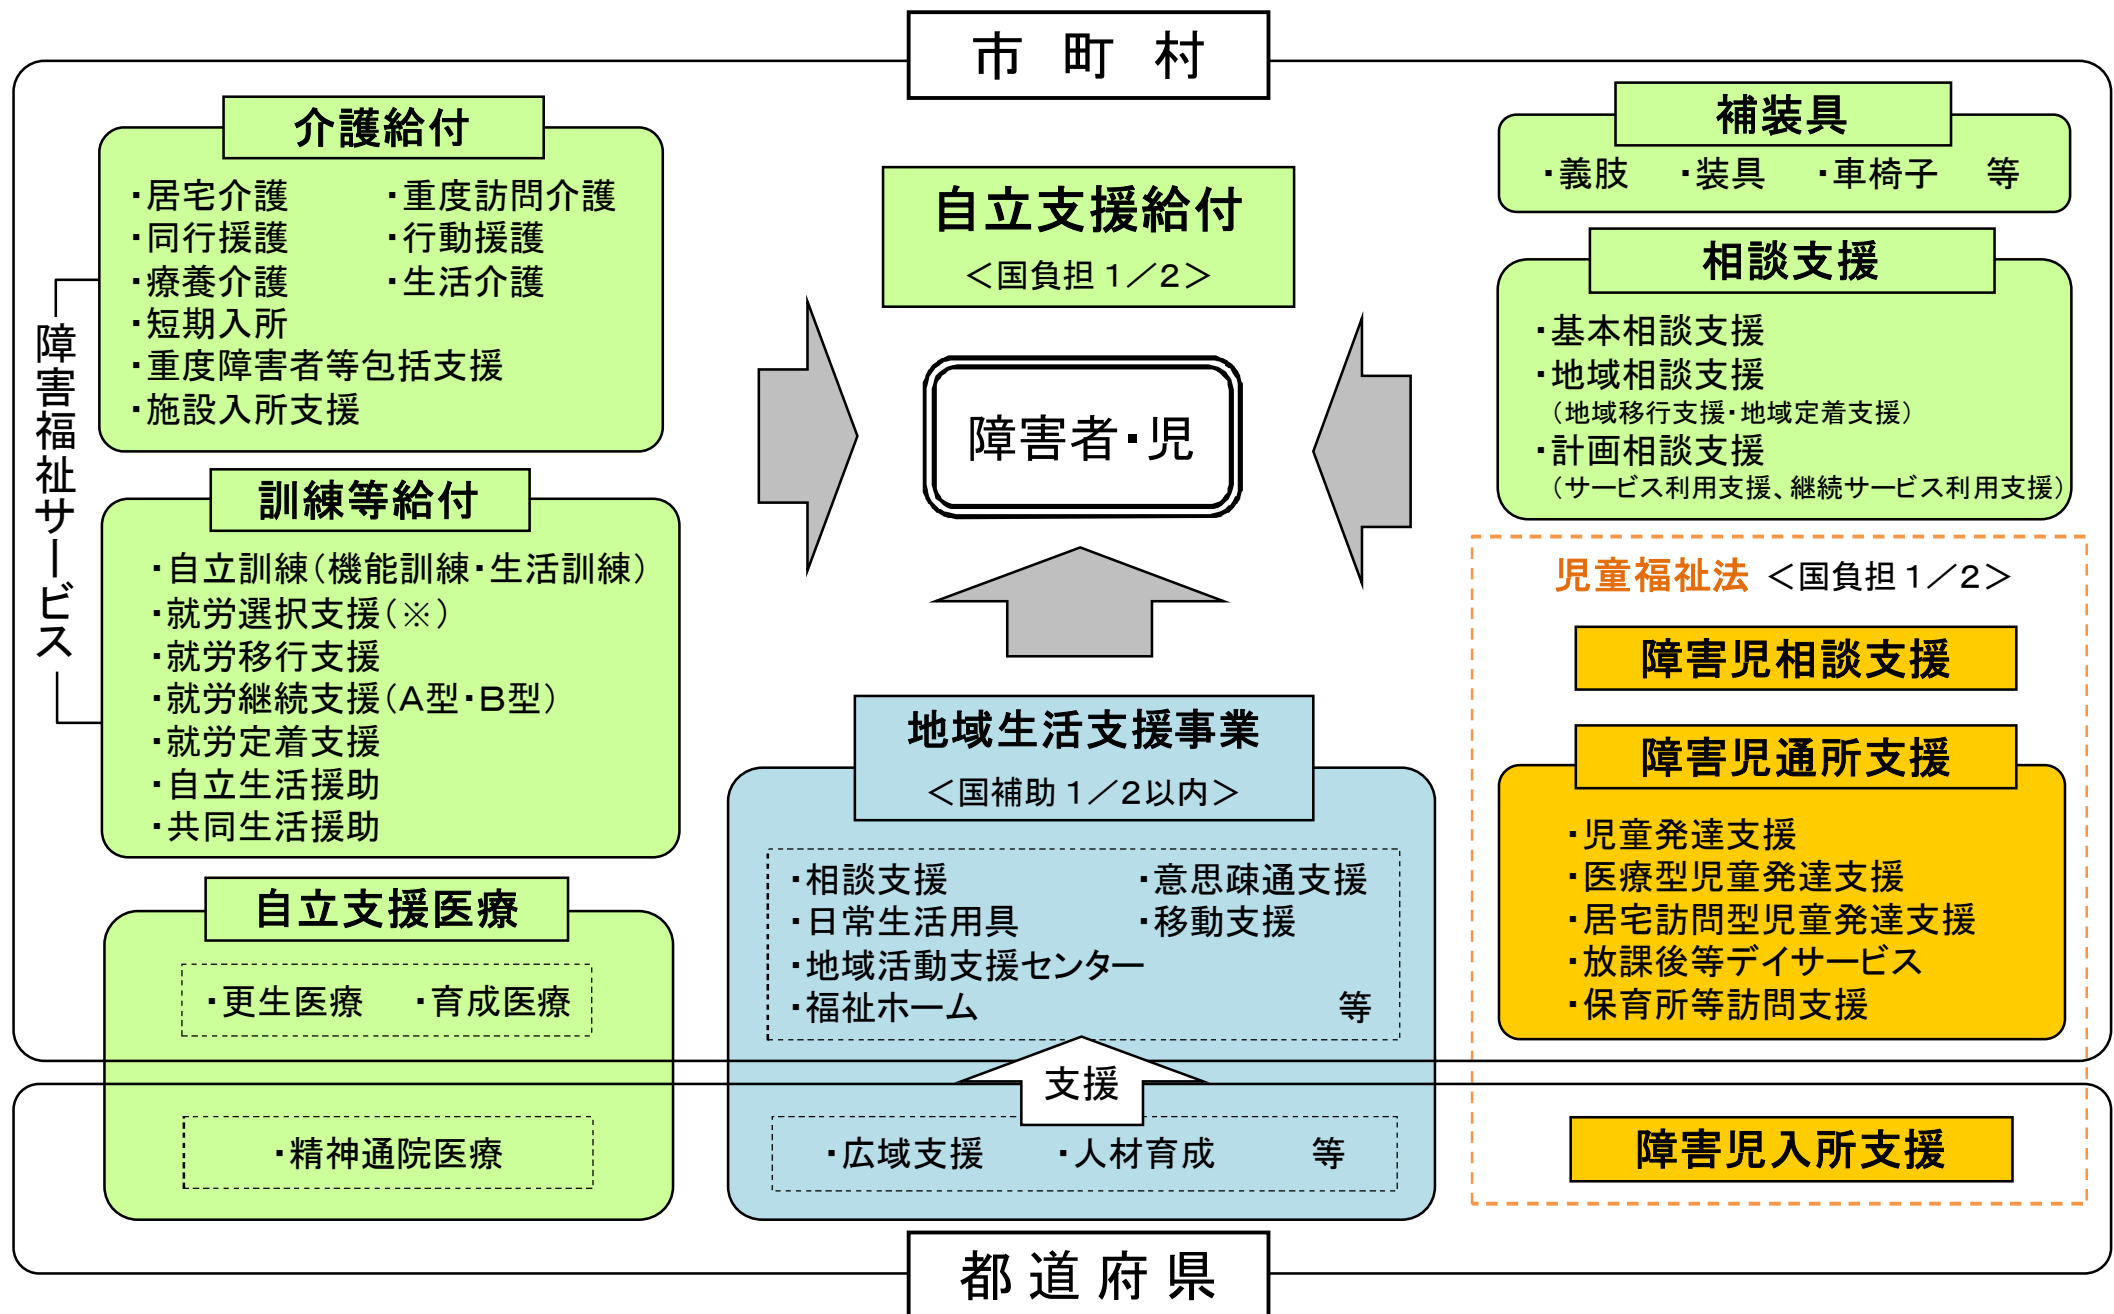 市 町 村
介護給付
・居宅介護 ・重度訪問介護
・同行援護 ・行動援護
・療養介護 ・生活介護
・短期入所
・重度障害者等包括支援
・施設入所支援
障害福祉サービス
訓練等給付
・自立訓練(機能訓練・生活訓練)
・就労選択支援(※)
・就労移行支援
・就労継続支援(A型・B型)
・就労定着支援
・自立生活援助
・共同生活援助
自立支援医療
・更生医療 ・育成医療
・精神通院医療
自立支援給付
＜国負担 1／2＞
障害者・児
地域生活支援事業
＜国補助 1／2以内＞
・相談支援 ・意思疎通支援
・日常生活用具 ・移動支援
・地域活動支援センター
・福祉ホーム 等
支援
・広域支援 ・人材育成 等
補装具
・義肢 ・装具 ・車椅子 等
相談支援
・基本相談支援
・地域相談支援
(地域移行支援・地域定着支援)
・計画相談支援
(サービス利用支援、継続サービス利用支援)
児童福祉法 ＜国負担 1／2＞
障害児相談支援
障害児通所支援
・児童発達支援
・医療型児童発達支援
・居宅訪問型児童発達支援
・放課後等デイサービス
・保育所等訪問支援
障害児入所支援
都 道 府 県